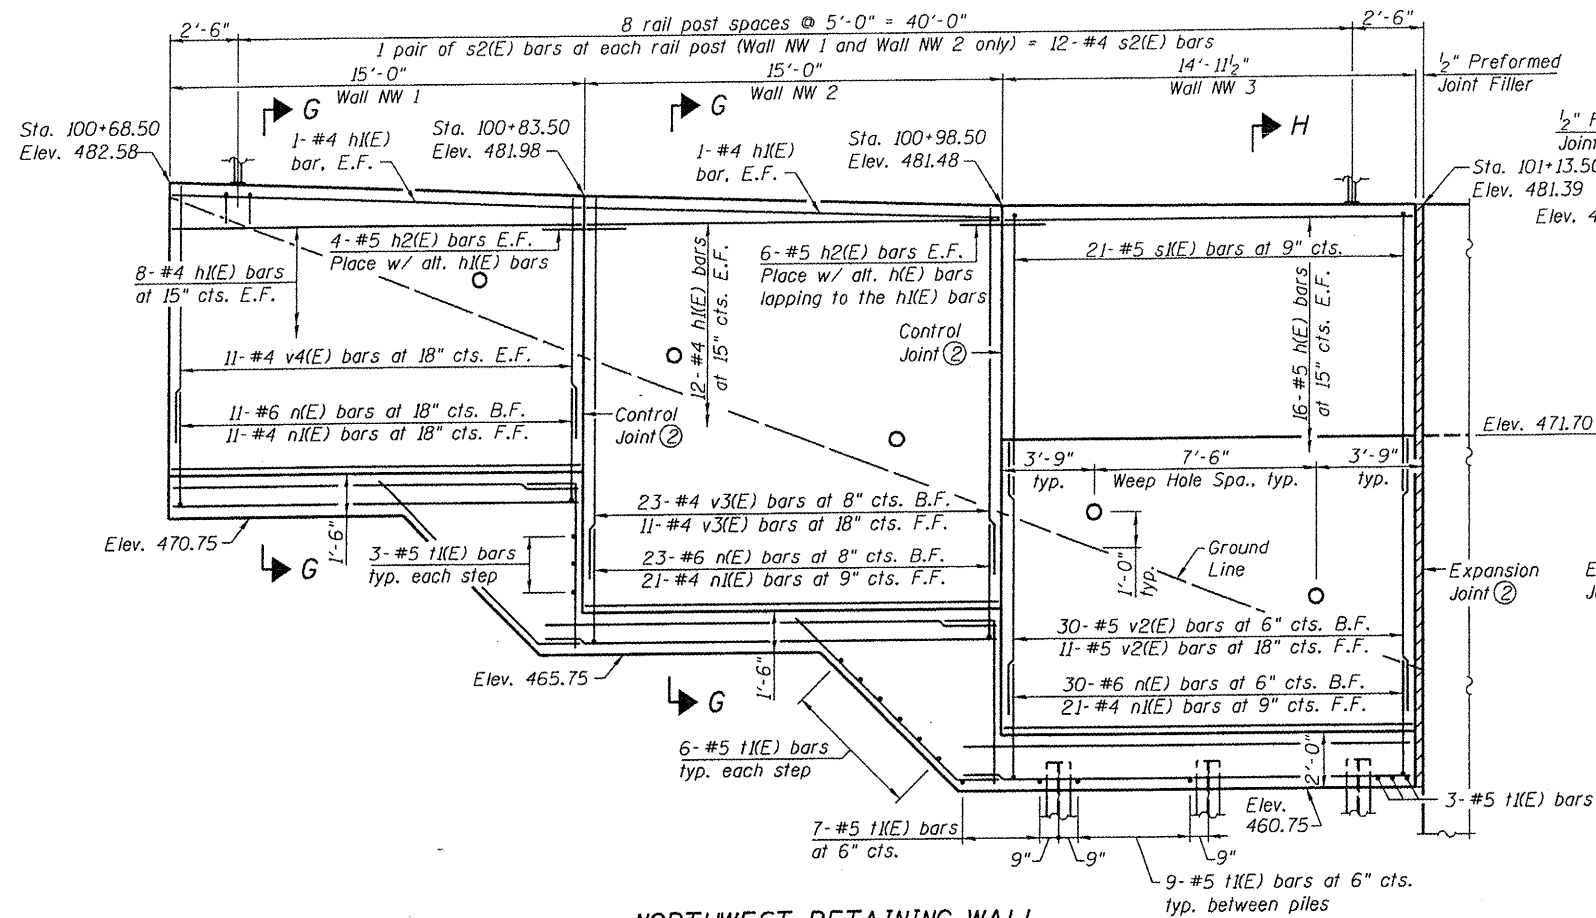 8 rail post spaces @ 5'-0" = 40'-0"
2'-6"
2'-6"
1 pair of s2(E) bars at each rail post (Wall NW 1 and Wall NW 2 only) = 12-#4 s2(E) bars
15'-0"
Wall NW 1
15'-0"
Wall NW 2
14'-11½"
Wall NW 3
½" Preformed
Joint Filler
G
G
H
½"
Joint
Sta. 100+68.50
Elev. 482.58
1-#4 h1(E)
bar, E.F.
Sta. 100+83.50
Elev. 481.98
1-#4 h1(E)
bar, E.F.
Sta. 100+98.50
Elev. 481.48
Sta. 101+13.50
Elev. 481.39
Elev. 4
8-#4 h1(E) bars
at 15" cts. E.F.
4-#5 h2(E) bars E.F.
Place w/ alt. h1(E) bars
12-#4 h1(E) bars
at 15" cts. E.F.
6-#5 h2(E) bars E.F.
Place w/ alt. h(E) bars
lapping to the h1(E) bars
21-#5 s1(E) bars at 9" cts.
16-#5 h(E) bars
at 15" cts. E.F.
Control
Joint 2
11-#4 v4(E) bars at 18" cts. E.F.
11-#6 n(E) bars at 18" cts. B.F.
11-#4 n1(E) bars at 18" cts. F.F.
Control
Joint 2
Elev. 471.70
3'-9"
typ.
7'-6"
Weep Hole Spa., typ.
3'-9"
typ.
23-#4 v3(E) bars at 8" cts. B.F.
11-#4 v3(E) bars at 18" cts. F.F.
23-#6 n(E) bars at 8" cts. B.F.
21-#4 n1(E) bars at 9" cts. F.F.
Elev. 470.75
G
1'-6"
3-#5 t1(E) bars
typ. each step
1'-0"
typ.
Ground
Line
Expansion
Joint 2
30-#5 v2(E) bars at 6" cts. B.F.
11-#5 v2(E) bars at 18" cts. F.F.
30-#6 n(E) bars at 6" cts. B.F.
21-#4 n1(E) bars at 9" cts. F.F.
Elev. 465.75
1'-6"
G
6-#5 t1(E) bars
typ. each step
2'-0"
3-#5 t1(E) bars
Elev.
460.75
7-#5 t1(E) bars
at 6" cts.
9"
9"
9"
9-#5 t1(E) bars at 6" cts.
typ. between piles
NORTHWEST RETAINING WALL